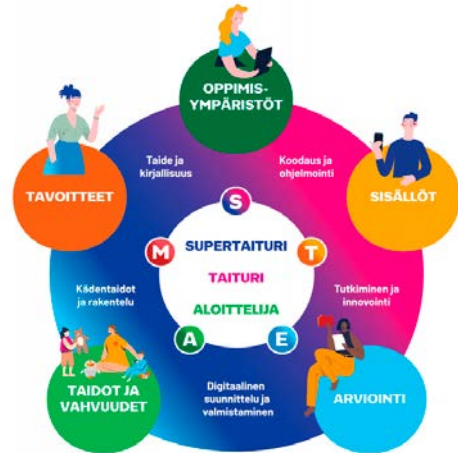 OPPIMIS-
YMPÄRISTÖT
Taide ja
kirjallisuus
Koodaus ja
ohjelmointi
TAVOITTEET
SISÄLLÖT
S
M
T
SUPERTAITURI
TAITURI
ALOITTELIJA
Kädentaidot
ja rakentelu
Tutkiminen ja
innovointi
A
E
TAIDOT JA
VAHVUUDET
Digitaalinen
suunnittelu ja
valmistaminen
ARVIOINTI